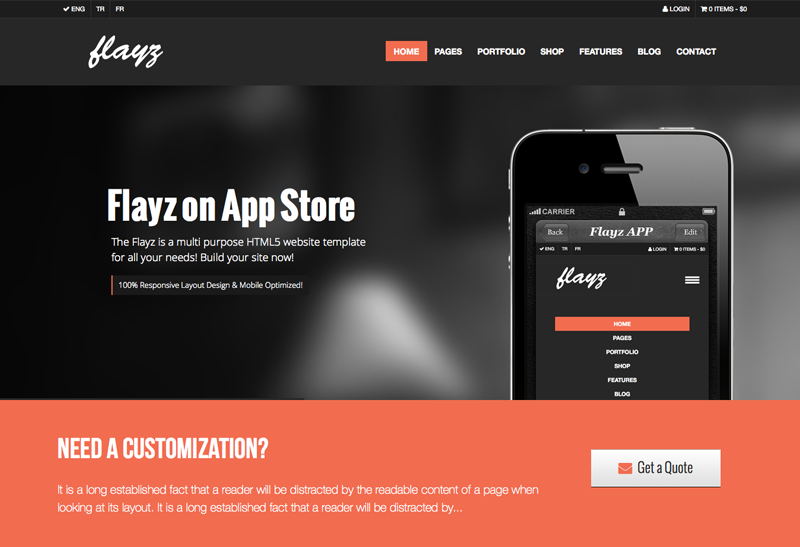 ENG TR FR LOGIN 0 ITEMS - $0
flayz
HOME PAGES PORTFOLIO SHOP FEATURES BLOG CONTACT
Flayz on App Store
The Flayz is a multi purpose HTML5 website template
for all your needs! Build your site now!
100% Responsive Layout Design & Mobile Optimized!
CARRIER
Back Flayz APP Edit
ENG TR FR LOGIN 0 ITEMS - $0
flayz
HOME
PAGES
PORTFOLIO
SHOP
FEATURES
BLOG
NEED A CUSTOMIZATION?
It is a long established fact that a reader will be distracted by the readable content of a page when
looking at its layout. It is a long established fact that a reader will be distracted by...
Get a Quote